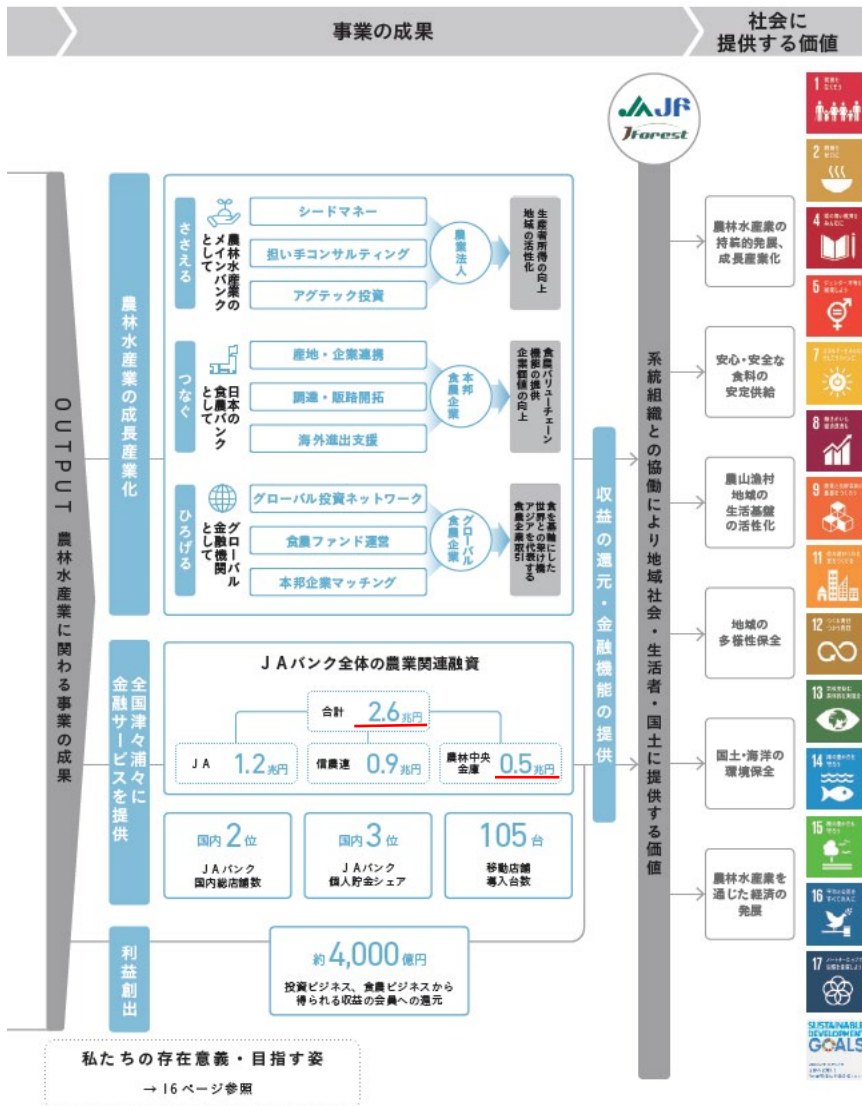 事業の成果
社会に
提供する価値
JAJF
JForest
OUTPUT 農林水産業に関わる事業の成果
農林水産業の成長産業化
ささえる
農林水産業の
メインバンク
として
シードマネー
担い手コンサルティング
アグテック投資
農業法人
生産者所得の向上
地域の活性化
つなぐ
日本の
食農バンク
として
産地・企業連携
調達・販路開拓
海外進出支援
本邦
食農企業
食農バリューチェーン
機能の提供
企業価値の向上
ひろげる
グローバル
金融機関
として
グローバル投資ネットワーク
食農ファンド運営
本邦企業マッチング
グローバル
食農企業
食を基軸にした
世界との架け橋
アジアを代表する
食農企業取引
全国津々浦々に
金融サービスを提供
JAバンク全体の農業関連融資
合計 2.6兆円
JA 1.2兆円
信農連 0.9兆円
農林中央
金庫 0.5兆円
国内2位
JAバンク
国内総店舗数
国内3位
JAバンク
個人貯金シェア
105台
移動店舗
導入台数
利益創出
約4,000億円
投資ビジネス、食農ビジネスから
得られる収益の会員への還元
収益の還元・金融機能の提供
系統組織との協働により地域社会・生活者・国土に提供する価値
農林水産業の
持続的発展、
成長産業化
安心・安全な
食料の
安定供給
農山漁村
地域の
生活基盤
の活性化
地域の
多様性保全
国土・海洋の
環境保全
農林水産業を
通じた経済の
発展
1
2
4
5
7
8
9
11
12
13
14
15
16
17
SUSTAINABLE
DEVELOPMENT
GOALS
私たちの存在意義・目指す姿
→16ページ参照